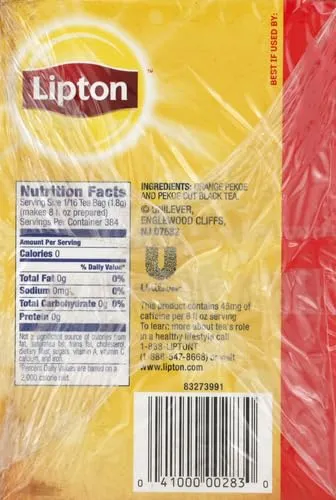 BEST IF USED BY:
Lipton
™
Nutrition Facts
Serving Size 1/16 Tea Bag (1.8g)
(makes 8 fl oz prepared)
Servings Per Container 384
Amount Per Serving
Calories 0
% Daily Value*
Total Fat 0g 0%
Sodium 0mg 0%
Total Carbohydrate 0g 0%
Protein 0g
Not a significant source of calories from
fat, saturated fat, trans fat, cholesterol,
dietary fiber, sugars, vitamin A, vitamin C,
calcium, and iron.
*Percent Daily Values are based on a
2,000 calorie diet.
INGREDIENTS: ORANGE PEKOE
AND PEKOE CUT BLACK TEA.
© UNILEVER,
ENGLEWOOD CLIFFS,
NJ 07632
Unilever
This product contains 45mg of
caffeine per 8 fl oz serving
To learn more about tea's role
in a healthy lifestyle call
1-888-LIPTONT
(1-888-547-8668) or visit
www.lipton.com
83273991
0 41000 00283 0